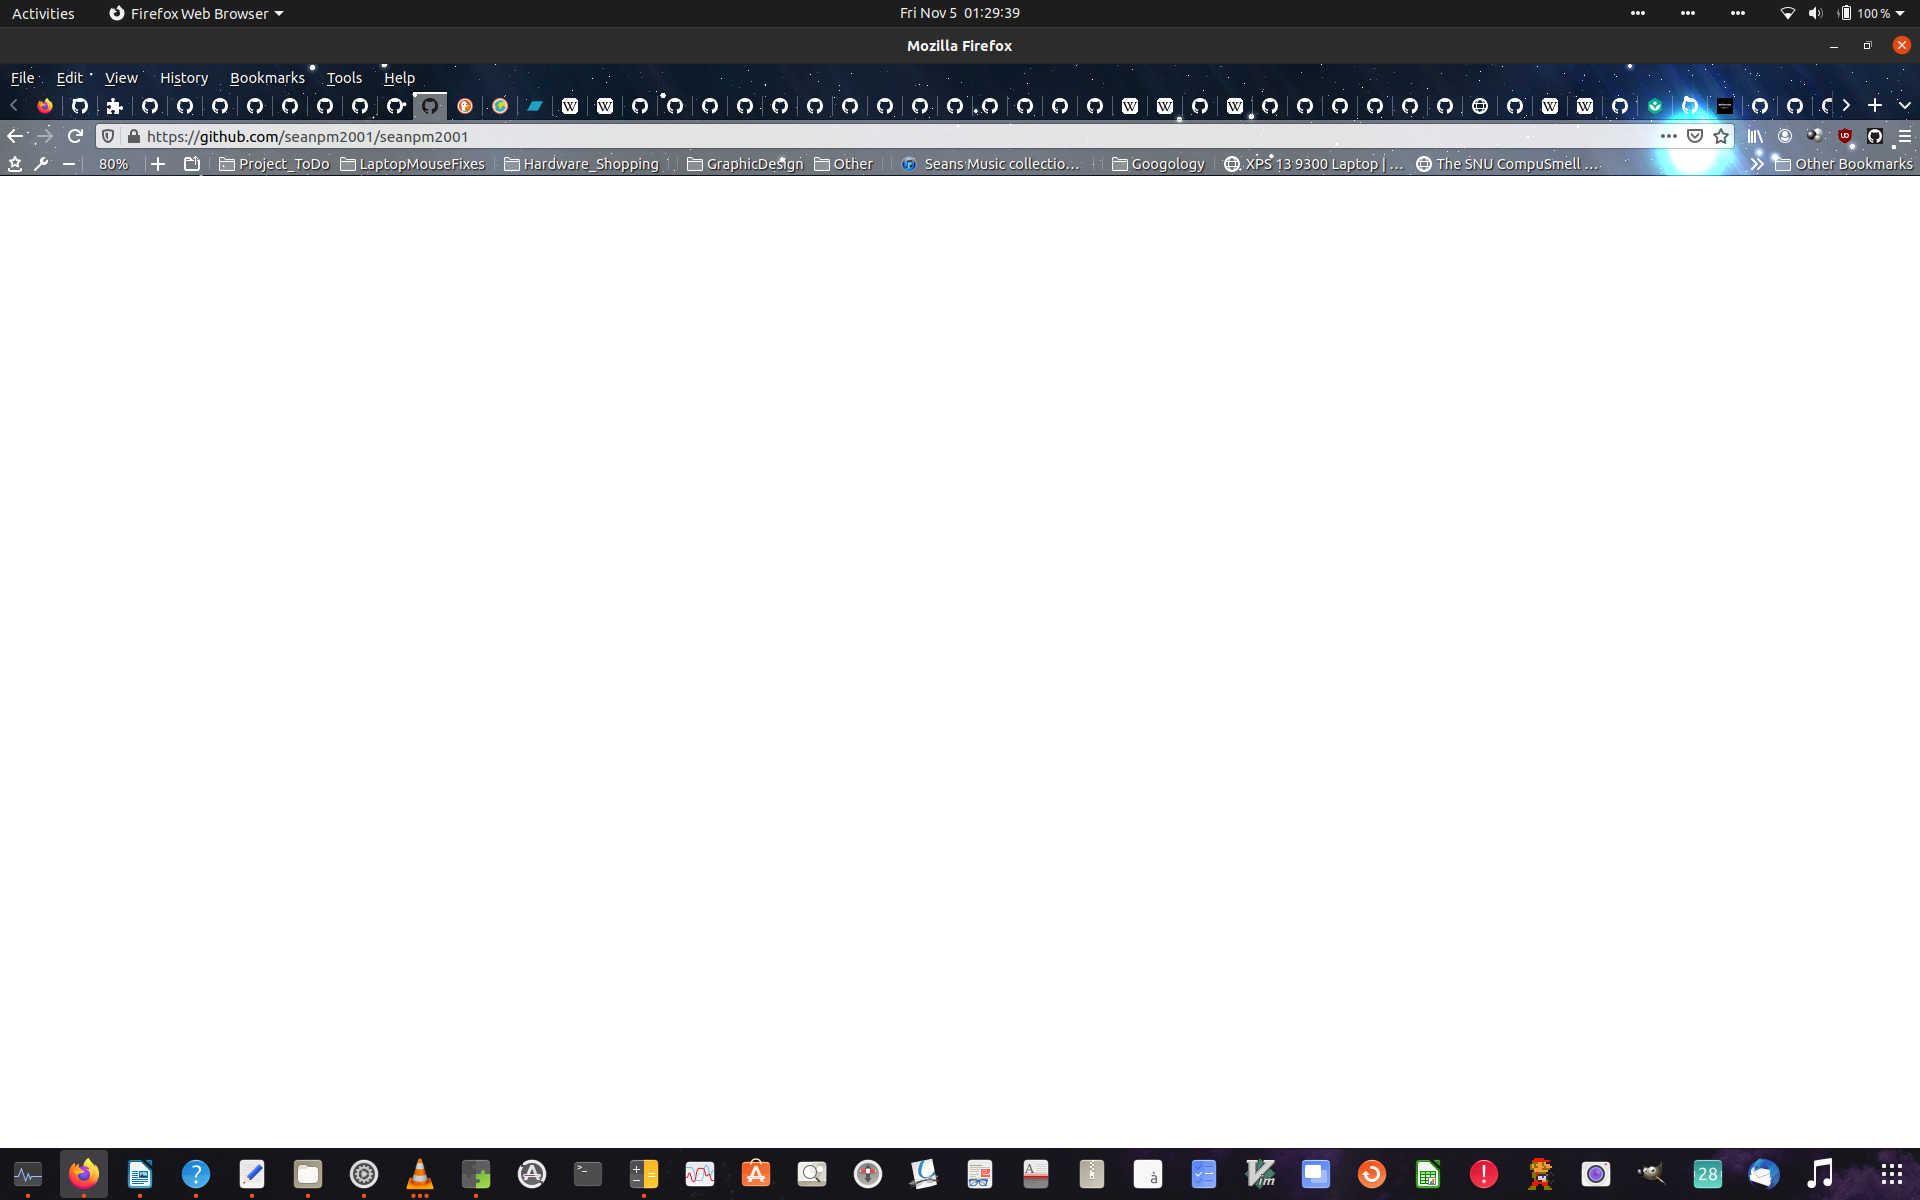 Activities Firefox Web Browser Fri Nov 5 01:29:39 100 %
Mozilla Firefox
File Edit View History Bookmarks Tools Help
https://github.com/seanpm2001/seanpm2001
80% Project_ToDo LaptopMouseFixes Hardware_Shopping GraphicDesign Other Seans Music collectio... Googology XPS 13 9300 Laptop | ... The SNU CompuSmell ... Other Bookmarks
28